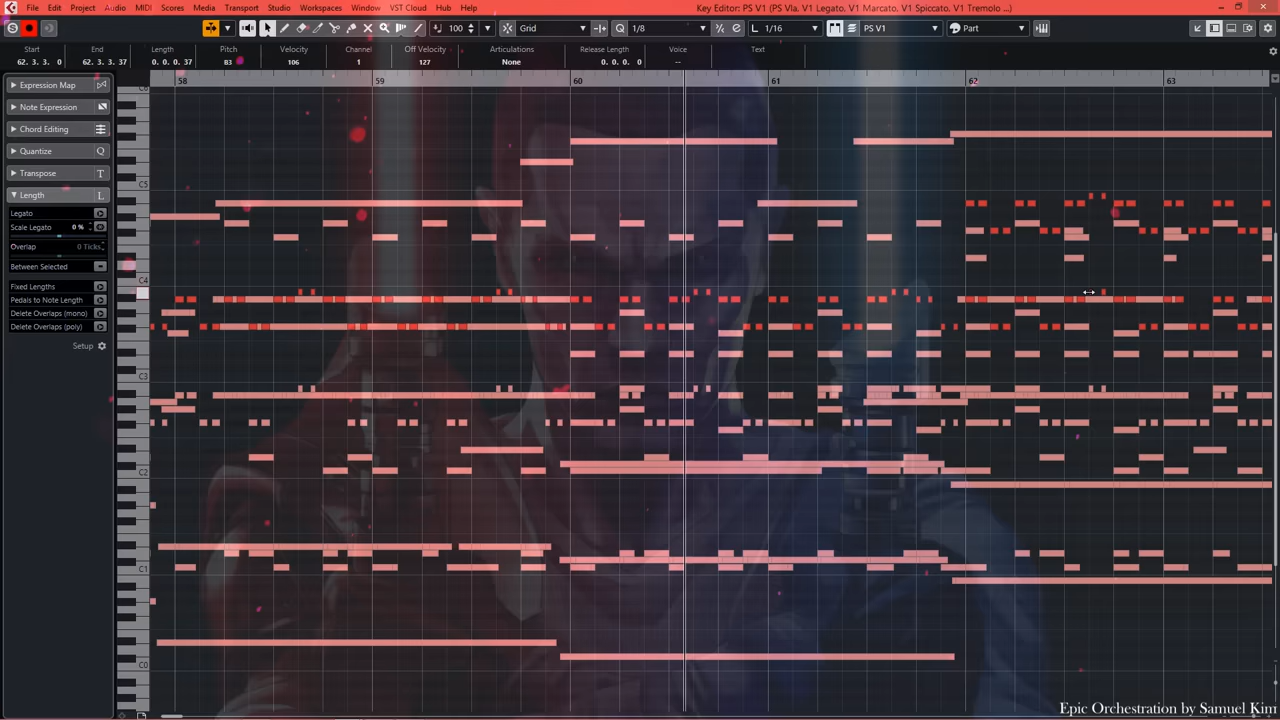 File Edit Project Audio MIDI Scores Media Transport Studio Workspaces Window VST Cloud Hub Help Key Editor: PS V1 (PS Vla. V1 Legato, V1 Marcato, V1 Spiccato, V1 Tremolo ...)
S 100 Grid Q 1/8 L 1/16 PS V1 Part
Start End Length Pitch Velocity Channel Off Velocity Articulations Release Length Voice Text
62. 3. 3. 0 62. 3. 3.37 0. 0. 0. 37 B3 106 1 127 None 0. 0. 0. 0 --
58 59 60 61 62 63
Expression Map
Note Expression
Chord Editing
Quantize Q
Transpose T
Length L
Legato
Scale Legato 0 %
Overlap 0 Ticks
Between Selected
Fixed Lengths
Pedals to Note Length
Delete Overlaps (mono)
Delete Overlaps (poly)
Setup
C5
C4
C3
C2
C1
C0
Epic Orchestration by Samuel Kim